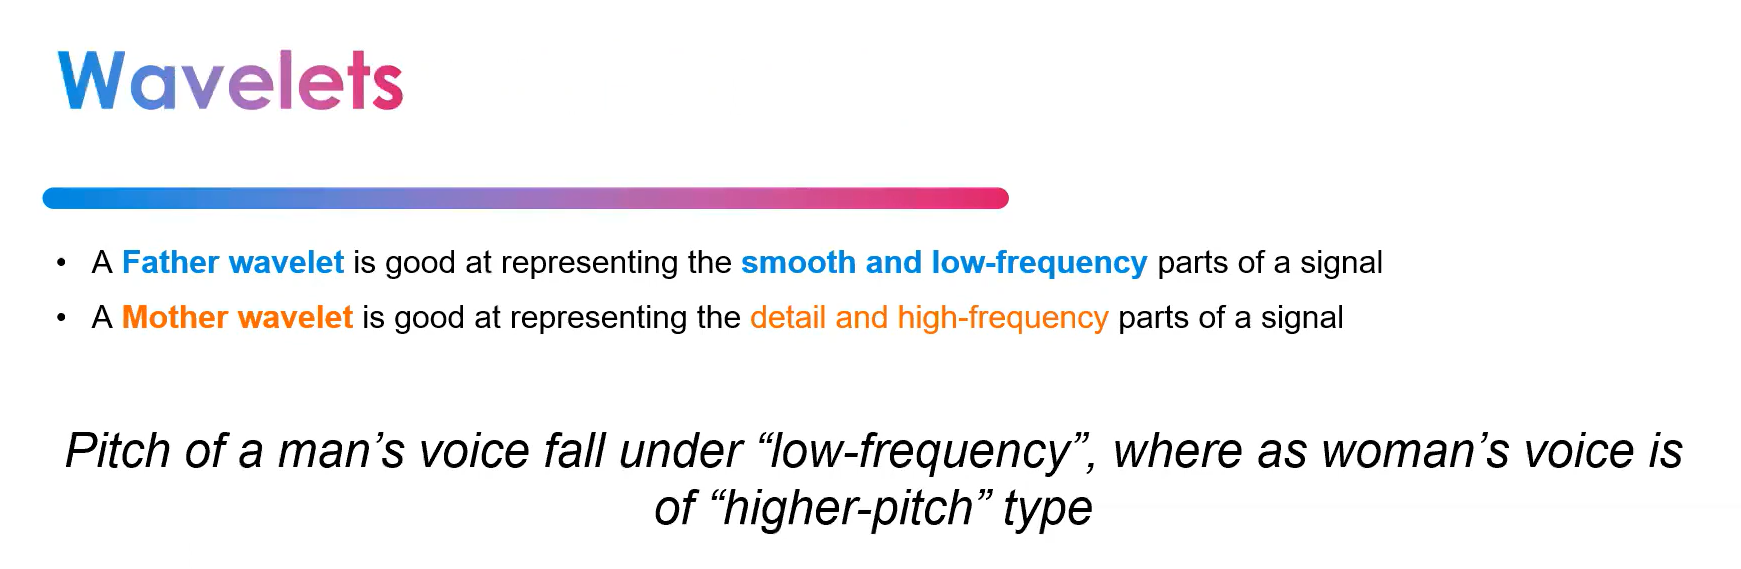 Wavelets
• A Father wavelet is good at representing the smooth and low-frequency parts of a signal
• A Mother wavelet is good at representing the detail and high-frequency parts of a signal
Pitch of a man’s voice fall under “low-frequency”, where as woman’s voice is
of “higher-pitch” type